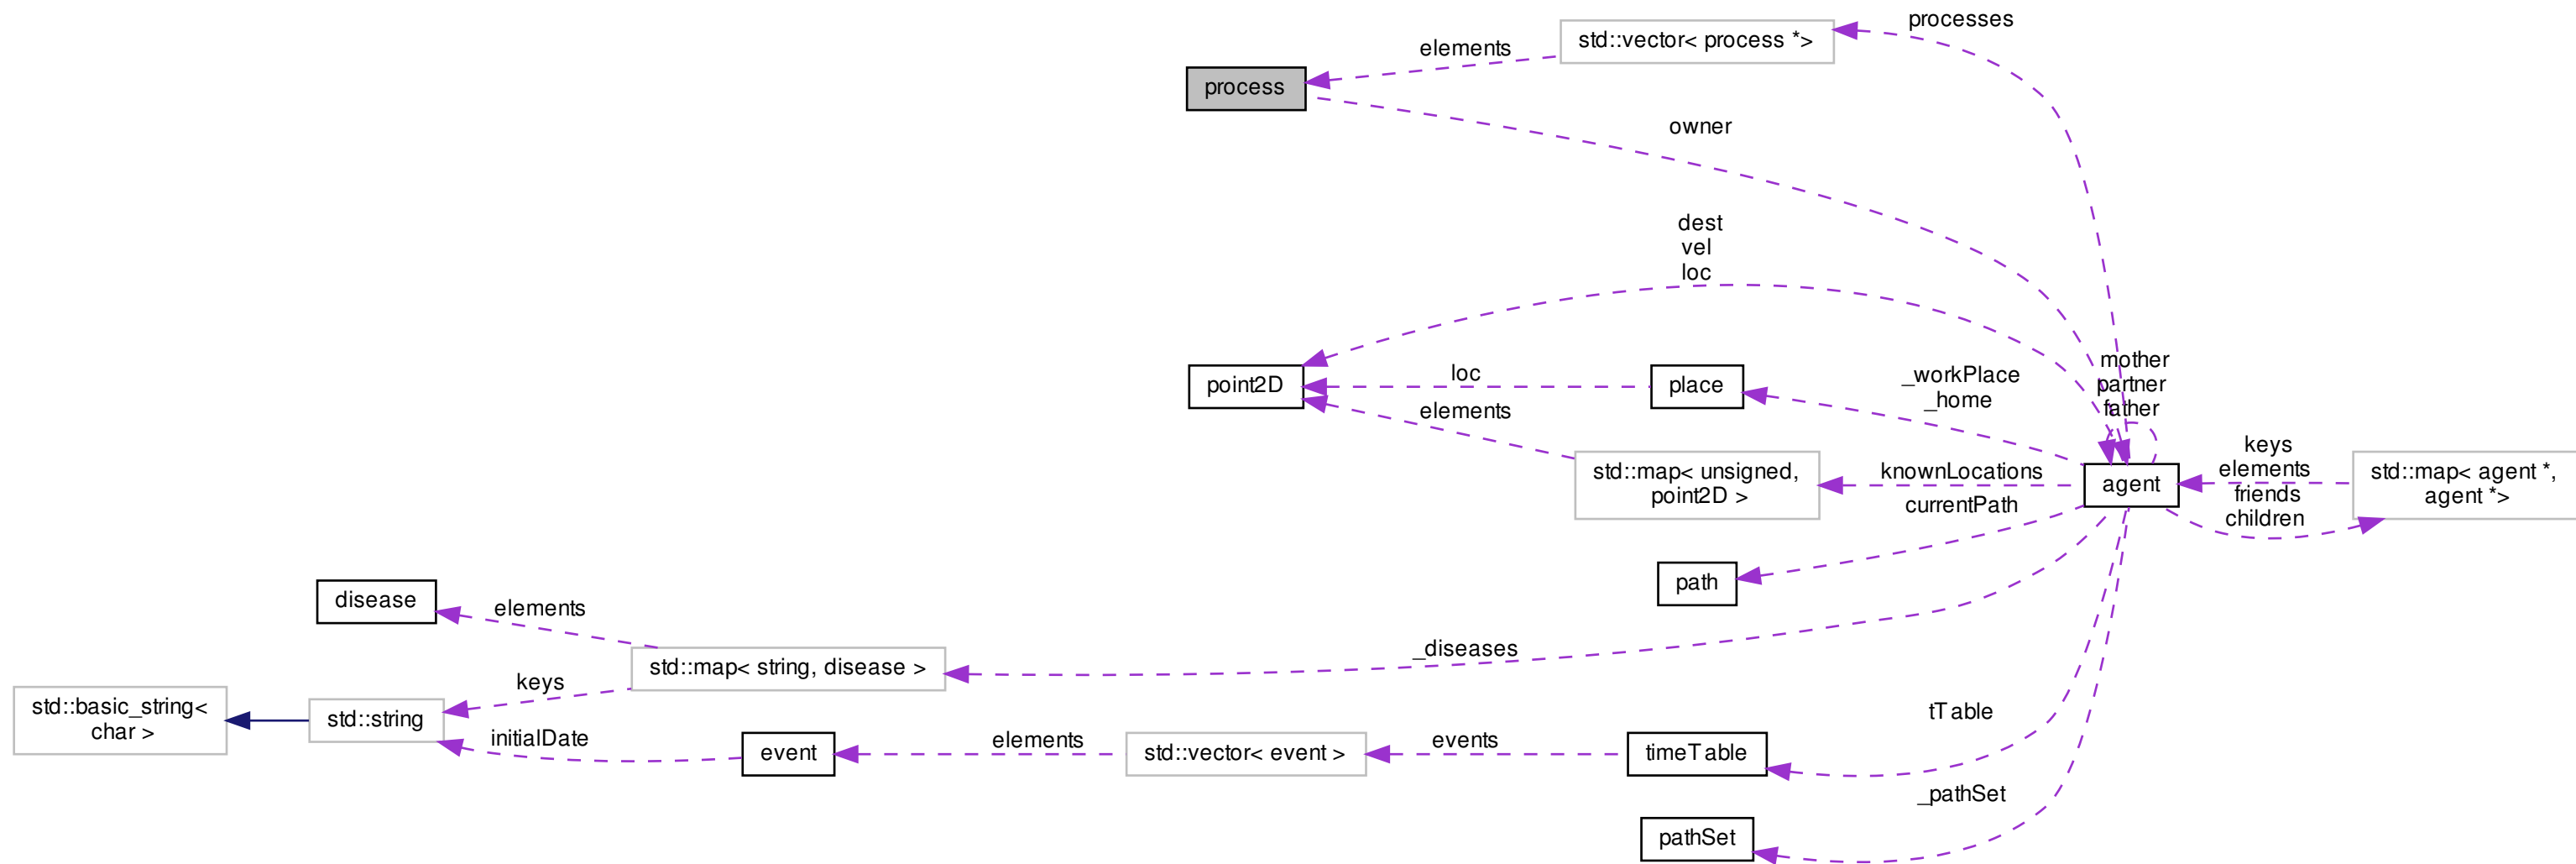 processes
std::vector< process *>
elements
process
owner
dest
vel
loc
mother
partner
father
_workPlace
_home
loc
place
point2D
elements
keys
elements
friends
children
std::map< agent *,
agent *>
std::map< unsigned,
point2D >
knownLocations
agent
currentPath
path
disease
elements
_diseases
std::map< string, disease >
keys
std::basic_string<
char >
std::string
initialDate
event
elements
std::vector< event >
events
timeTable
tTable
_pathSet
pathSet